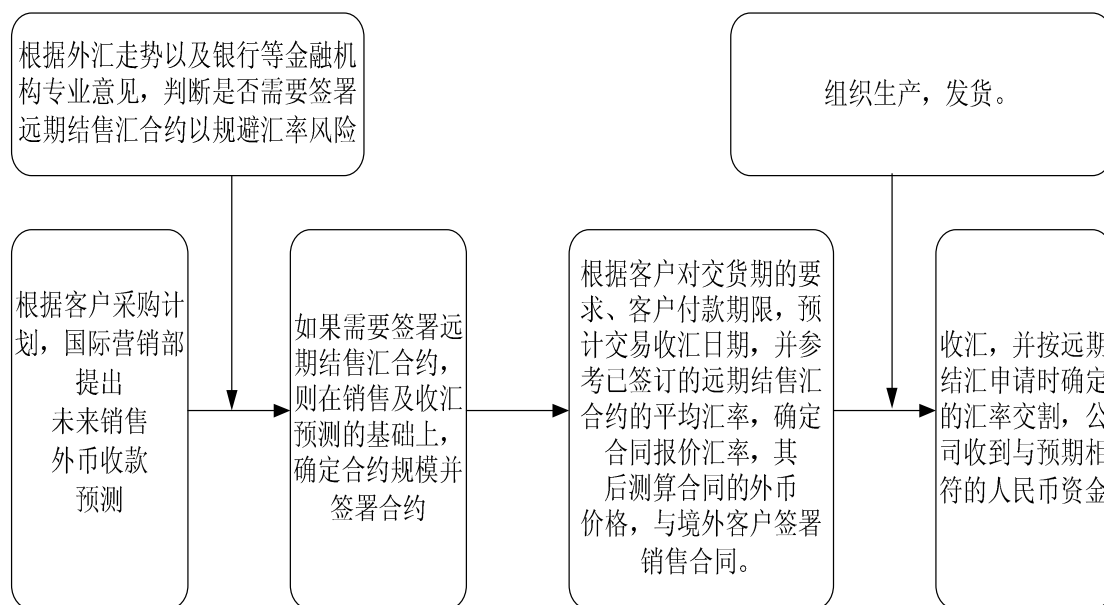 根据外汇走势以及银行等金融机
构专业意见，判断是否需要签署
远期结售汇合约以规避汇率风险
组织生产，发货。
根据客户采购计
划，国际营销部
提出
未来销售
外币收款
预测
如果需要签署远
期结售汇合约，
则在销售及收汇
预测的基础上，
确定合约规模并
签署合约
根据客户对交货期的要
求、客户付款期限，预
计交易收汇日期，并参
考已签订的远期结售汇
合约的平均汇率，确定
合同报价汇率，其
后测算合同的外币
价格，与境外客户签署
销售合同。
收汇，并按远期
结汇申请时确定
的汇率交割，公
司收到与预期相
符的人民币资金